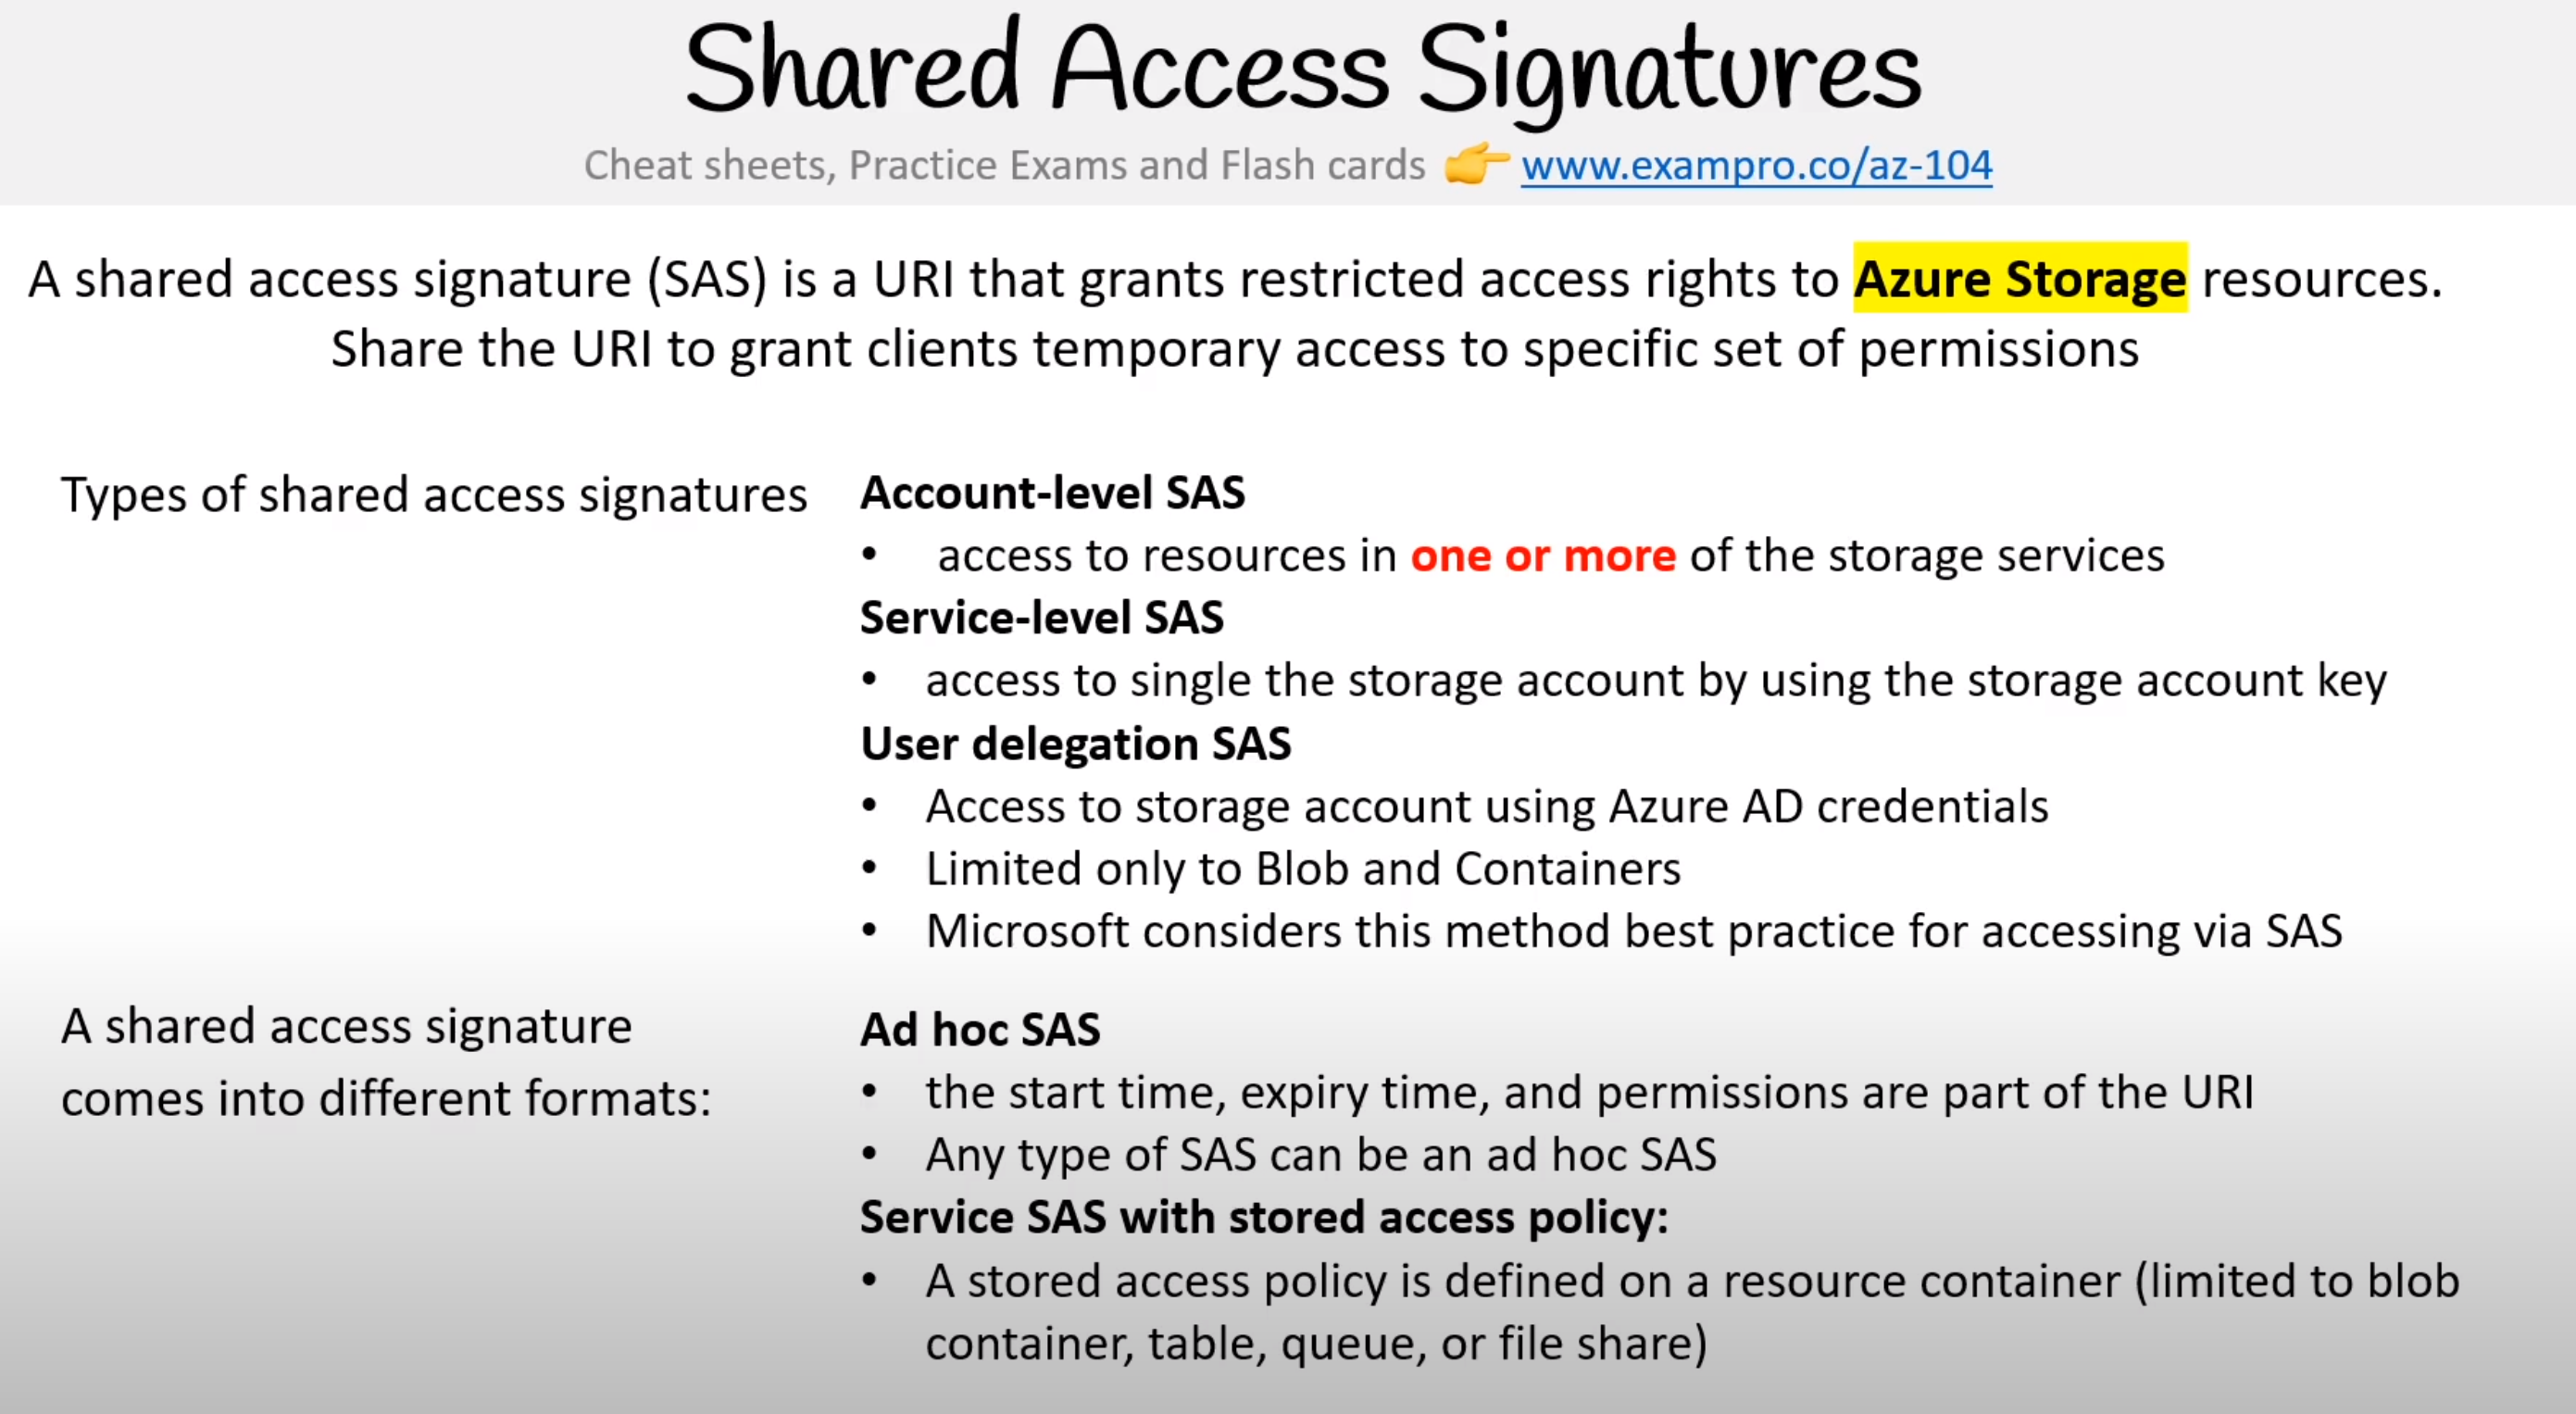 Shared Access Signatures
Cheat sheets, Practice Exams and Flash cards 👉 www.exampro.co/az-104
A shared access signature (SAS) is a URI that grants restricted access rights to Azure Storage resources.
Share the URI to grant clients temporary access to specific set of permissions
Types of shared access signatures
Account-level SAS
• access to resources in one or more of the storage services
Service-level SAS
• access to single the storage account by using the storage account key
User delegation SAS
• Access to storage account using Azure AD credentials
• Limited only to Blob and Containers
• Microsoft considers this method best practice for accessing via SAS
A shared access signature
comes into different formats:
Ad hoc SAS
• the start time, expiry time, and permissions are part of the URI
• Any type of SAS can be an ad hoc SAS
Service SAS with stored access policy:
• A stored access policy is defined on a resource container (limited to blob
container, table, queue, or file share)